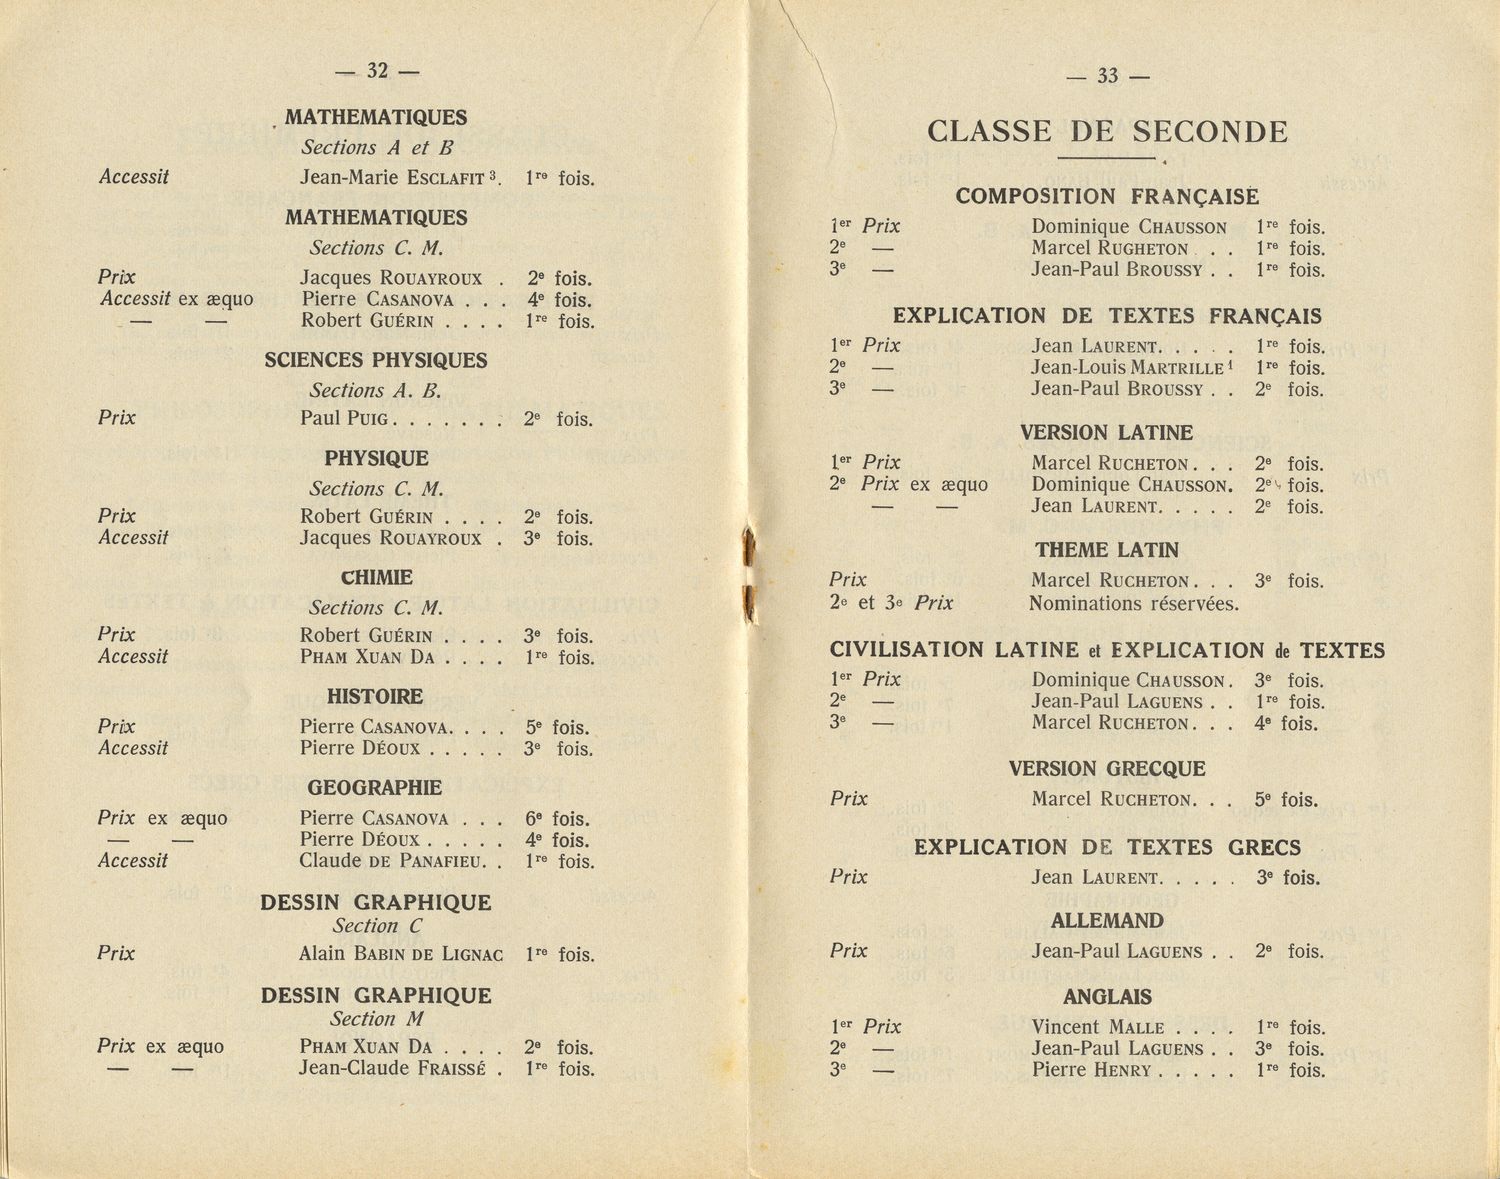 — 32 —
MATHEMATIQUES
Sections A et B
Accessit Jean-Marie ESCLAFIT ³. 1re fois.
MATHEMATIQUES
Sections C. M.
Prix Jacques ROUAYROUX . 2e fois.
Accessit ex æquo Pierre CASANOVA . . . 4e fois.
— — Robert GUÉRIN . . . . 1re fois.
SCIENCES PHYSIQUES
Sections A. B.
Prix Paul PUIG . . . . . . . 2e fois.
PHYSIQUE
Sections C. M.
Prix Robert GUÉRIN . . . . 2e fois.
Accessit Jacques ROUAYROUX . 3e fois.
CHIMIE
Sections C. M.
Prix Robert GUÉRIN . . . . 3e fois.
Accessit PHAM XUAN DA . . . . 1re fois.
HISTOIRE
Prix Pierre CASANOVA. . . . 5e fois.
Accessit Pierre DÉOUX . . . . . 3e fois.
GEOGRAPHIE
Prix ex æquo Pierre CASANOVA . . . 6e fois.
— — Pierre DÉOUX . . . . . 4e fois.
Accessit Claude DE PANAFIEU. . 1re fois.
DESSIN GRAPHIQUE
Section C
Prix Alain BABIN DE LIGNAC 1re fois.
DESSIN GRAPHIQUE
Section M
Prix ex æquo PHAM XUAN DA . . . . 2e fois.
— — Jean-Claude FRAISSÉ . 1re fois.
— 33 —
CLASSE DE SECONDE
COMPOSITION FRANÇAISE
1er Prix Dominique CHAUSSON 1re fois.
2e — Marcel RUGHETON . . 1re fois.
3e — Jean-Paul BROUSSY . . 1re fois.
EXPLICATION DE TEXTES FRANÇAIS
1er Prix Jean LAURENT. . . . . 1re fois.
2e — Jean-Louis MARTRILLE ¹ 1re fois.
3e — Jean-Paul BROUSSY . . 2e fois.
VERSION LATINE
1er Prix Marcel RUCHETON . . . 2e fois.
2e Prix ex æquo Dominique CHAUSSON. 2e fois.
— — Jean LAURENT. . . . . 2e fois.
THEME LATIN
Prix Marcel RUCHETON . . . 3e fois.
2e et 3e Prix Nominations réservées.
CIVILISATION LATINE et EXPLICATION de TEXTES
1er Prix Dominique CHAUSSON. 3e fois.
2e — Jean-Paul LAGUENS . . 1re fois.
3e — Marcel RUCHETON . . . 4e fois.
VERSION GRECQUE
Prix Marcel RUCHETON. . . 5e fois.
EXPLICATION DE TEXTES GRECS
Prix Jean LAURENT. . . . . 3e fois.
ALLEMAND
Prix Jean-Paul LAGUENS . . 2e fois.
ANGLAIS
1er Prix Vincent MALLE . . . . 1re fois.
2e — Jean-Paul LAGUENS . . 3e fois.
3e — Pierre HENRY . . . . . 1re fois.